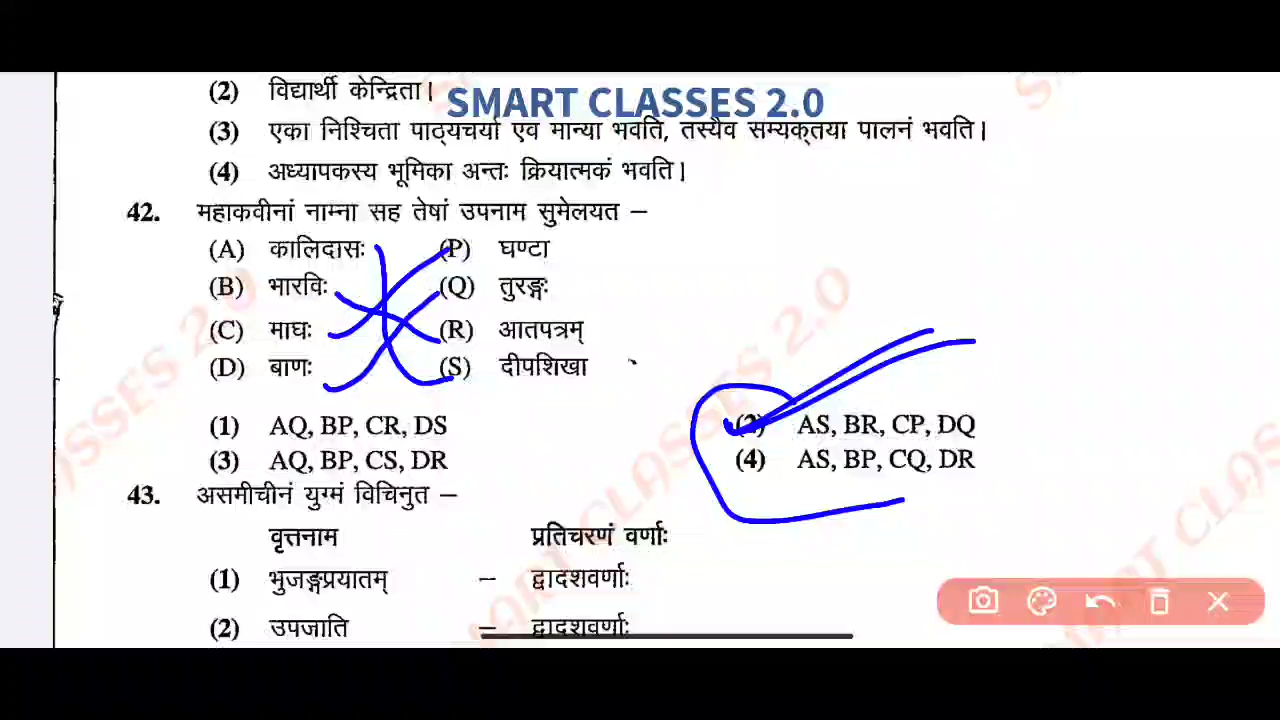 (2) विद्यार्थी केन्द्रिता।
SMART CLASSES 2.0
(3) एका निश्चिता पाठ्यचर्या एव मान्या भवति, तस्यैव सम्यक्तया पालनं भवति।
(4) अध्यापकस्य भूमिका अन्तः क्रियात्मकं भवति।
42. महाकवीनां नाम्ना सह तेषां उपनाम सुमेलयत –
(A) कालिदासः (P) घण्टा
(B) भारविः (Q) तुरङ्गः
(C) माघः (R) आतपत्रम्
(D) बाणः (S) दीपशिखा
(1) AQ, BP, CR, DS (2) AS, BR, CP, DQ
(3) AQ, BP, CS, DR (4) AS, BP, CQ, DR
43. असमीचीनं युग्मं विचिनुत –
वृत्तनाम प्रतिचरणं वर्णाः
(1) भुजङ्गप्रयातम् – द्वादशवर्णाः
(2) उपजाति – द्वादशवर्णाः